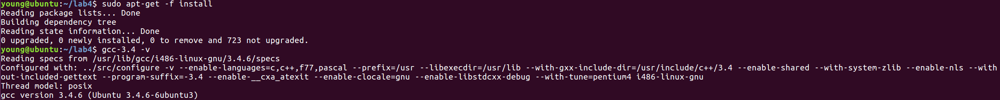 young@ubuntu:~/lab4$ sudo apt-get -f install
Reading package lists... Done
Building dependency tree
Reading state information... Done
0 upgraded, 0 newly installed, 0 to remove and 723 not upgraded.
young@ubuntu:~/lab4$ gcc-3.4 -v
Reading specs from /usr/lib/gcc/i486-linux-gnu/3.4.6/specs
Configured with: ../src/configure -v --enable-languages=c,c++,f77,pascal --prefix=/usr --libexecdir=/usr/lib --with-gxx-include-dir=/usr/include/c++/3.4 --enable-shared --with-system-zlib --enable-nls --with
out-included-gettext --program-suffix=-3.4 --enable-__cxa_atexit --enable-clocale=gnu --enable-libstdcxx-debug --with-tune=pentium4 i486-linux-gnu
Thread model: posix
gcc version 3.4.6 (Ubuntu 3.4.6-6ubuntu3)